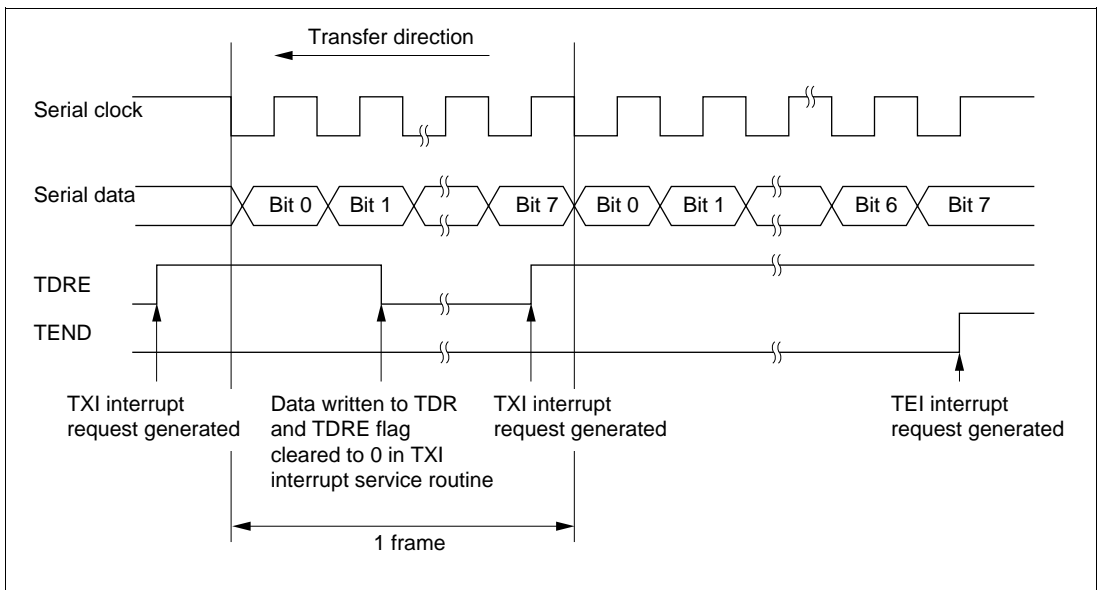 Transfer direction
Serial clock
Serial data
Bit 0
Bit 1
Bit 7
Bit 0
Bit 1
Bit 6
Bit 7
TDRE
TEND
TXI interrupt
request generated
Data written to TDR
and TDRE flag
cleared to 0 in TXI
interrupt service routine
TXI interrupt
request generated
TEI interrupt
request generated
1 frame